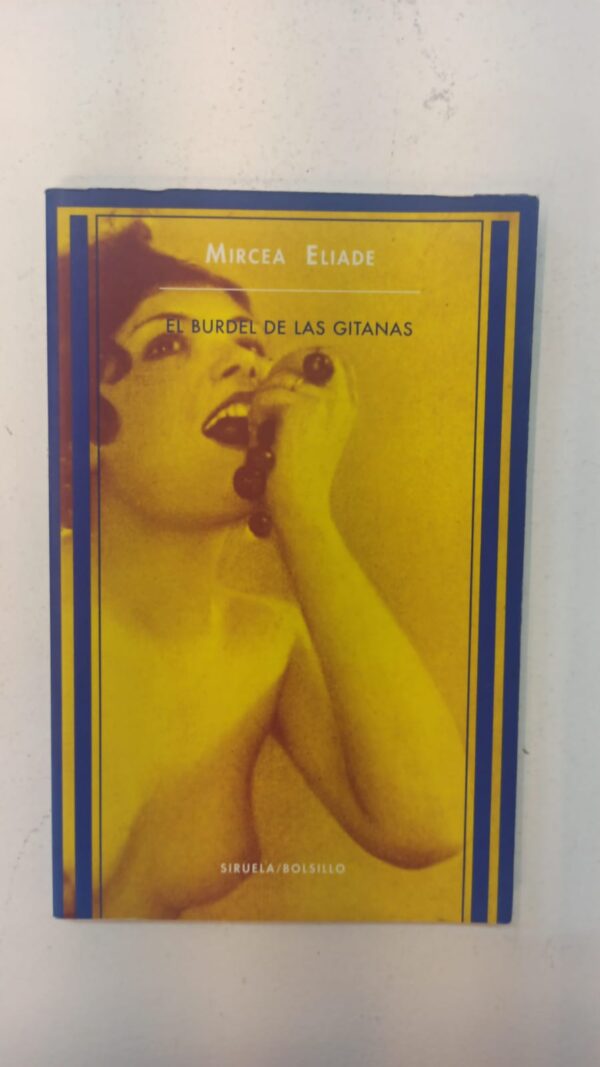 MIRCEA ELIADE
EL BURDEL DE LAS GITANAS
SIRUELA/BOLSILLO